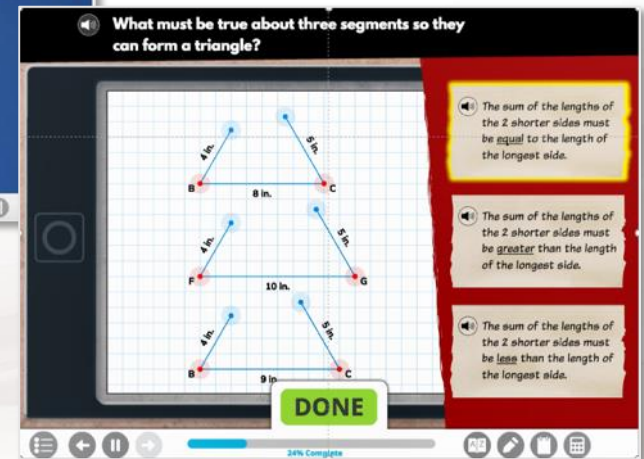 What must be true about three segments so they
can form a triangle?
4 in.
5 in.
B
C
8 in.
4 in.
5 in.
F
G
10 in.
4 in.
5 in.
B
C
9 in
The sum of the lengths of
the 2 shorter sides must
be equal to the length of
the longest side.
The sum of the lengths of
the 2 shorter sides must
be greater than the length
of the longest side.
The sum of the lengths of
the 2 shorter sides must
be less than the length of
the longest side.
DONE
24% Complete